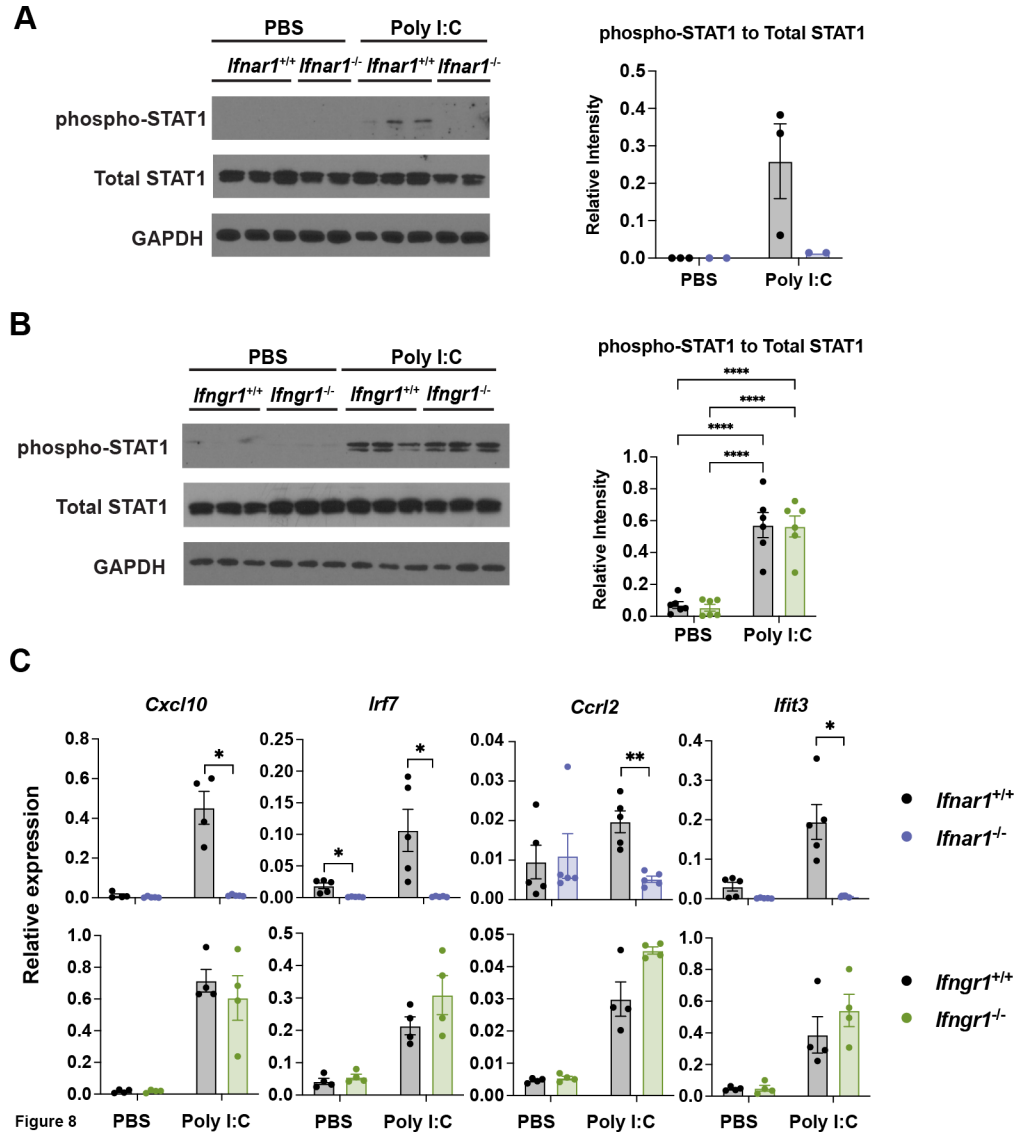 A
PBS Poly I:C
Ifnar1+/+ Ifnar1-/- Ifnar1+/+ Ifnar1-/-
phospho-STAT1
Total STAT1
GAPDH
phospho-STAT1 to Total STAT1
Relative Intensity
0.5
0.4
0.3
0.2
0.1
0.0
PBS Poly I:C
B
PBS Poly I:C
Ifngr1+/+ Ifngr1-/- Ifngr1+/+ Ifngr1-/-
phospho-STAT1
Total STAT1
GAPDH
phospho-STAT1 to Total STAT1
****
****
****
****
Relative Intensity
1.0
0.8
0.6
0.4
0.2
0.0
PBS Poly I:C
C
Relative expression
Cxcl10
0.8
0.6
0.4
0.2
0.0
*
Irf7
0.25
0.20
0.15
0.10
0.05
0.00
*
*
Ccrl2
0.04
0.03
0.02
0.01
0.00
**
Ifit3
0.4
0.3
0.2
0.1
0.0
*
Ifnar1+/+
Ifnar1-/-
1.0
0.8
0.6
0.4
0.2
0.0
PBS Poly I:C
0.5
0.4
0.3
0.2
0.1
0.0
PBS Poly I:C
0.05
0.04
0.03
0.02
0.01
0.00
PBS Poly I:C
1.0
0.8
0.6
0.4
0.2
0.0
PBS Poly I:C
Ifngr1+/+
Ifngr1-/-
Figure 8